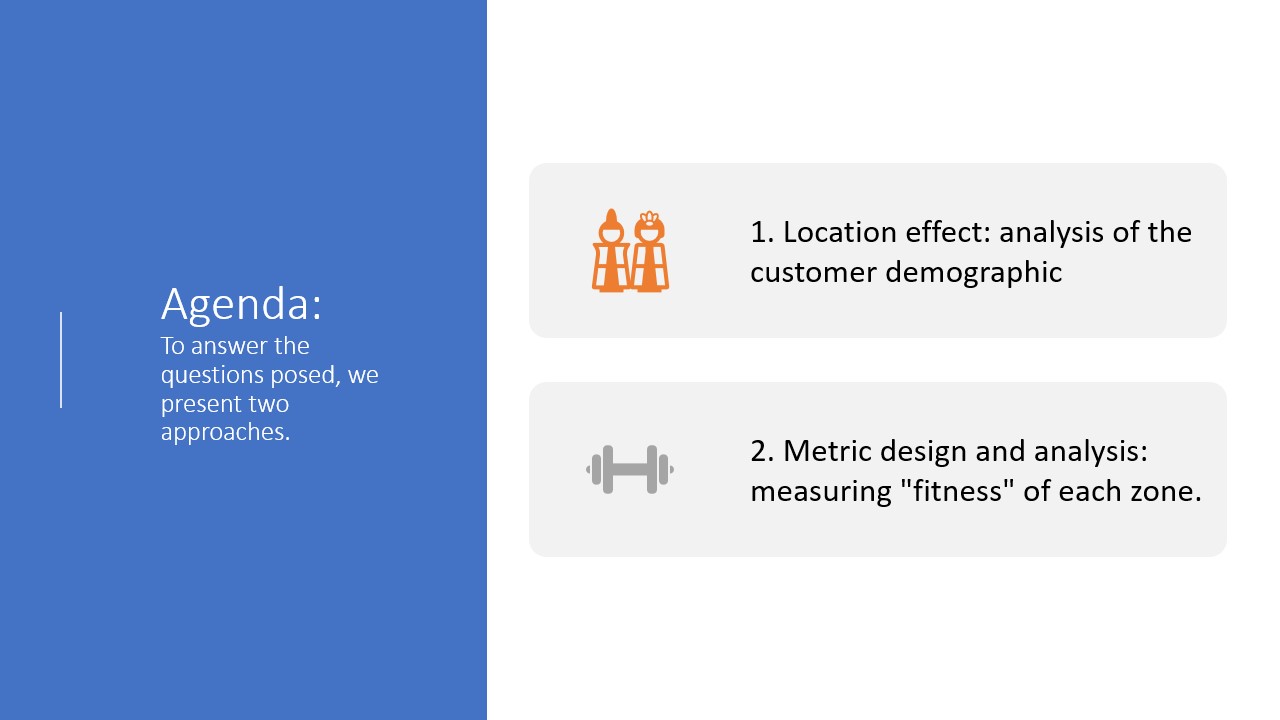 Agenda:
To answer the
questions posed, we
present two
approaches.
1. Location effect: analysis of the
customer demographic
2. Metric design and analysis:
measuring "fitness" of each zone.